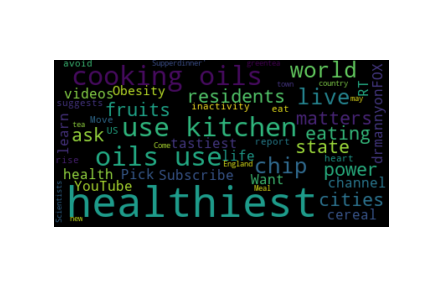 avoid Supperdinner preventive
cooking oils world
videos Obesity inactivity live RT
suggests fruits residents eat may country town
learn ask use kitchen matters drmannyonFOX
tea Move US tastiest state eating
rise oils use life Come England report heart
health Pick Subscribe chip power
Scientists YouTube Want Meal channel
new healthiest cities
cereal